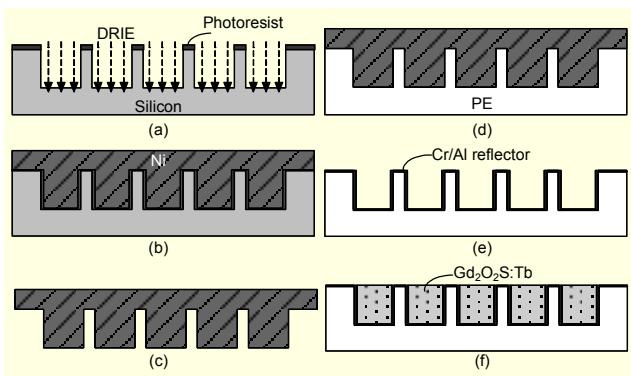 DRIE
Photoresist
Silicon
(a)
Ni
(b)
(c)
PE
(d)
Cr/Al reflector
(e)
Gd₂O₂S:Tb
(f)